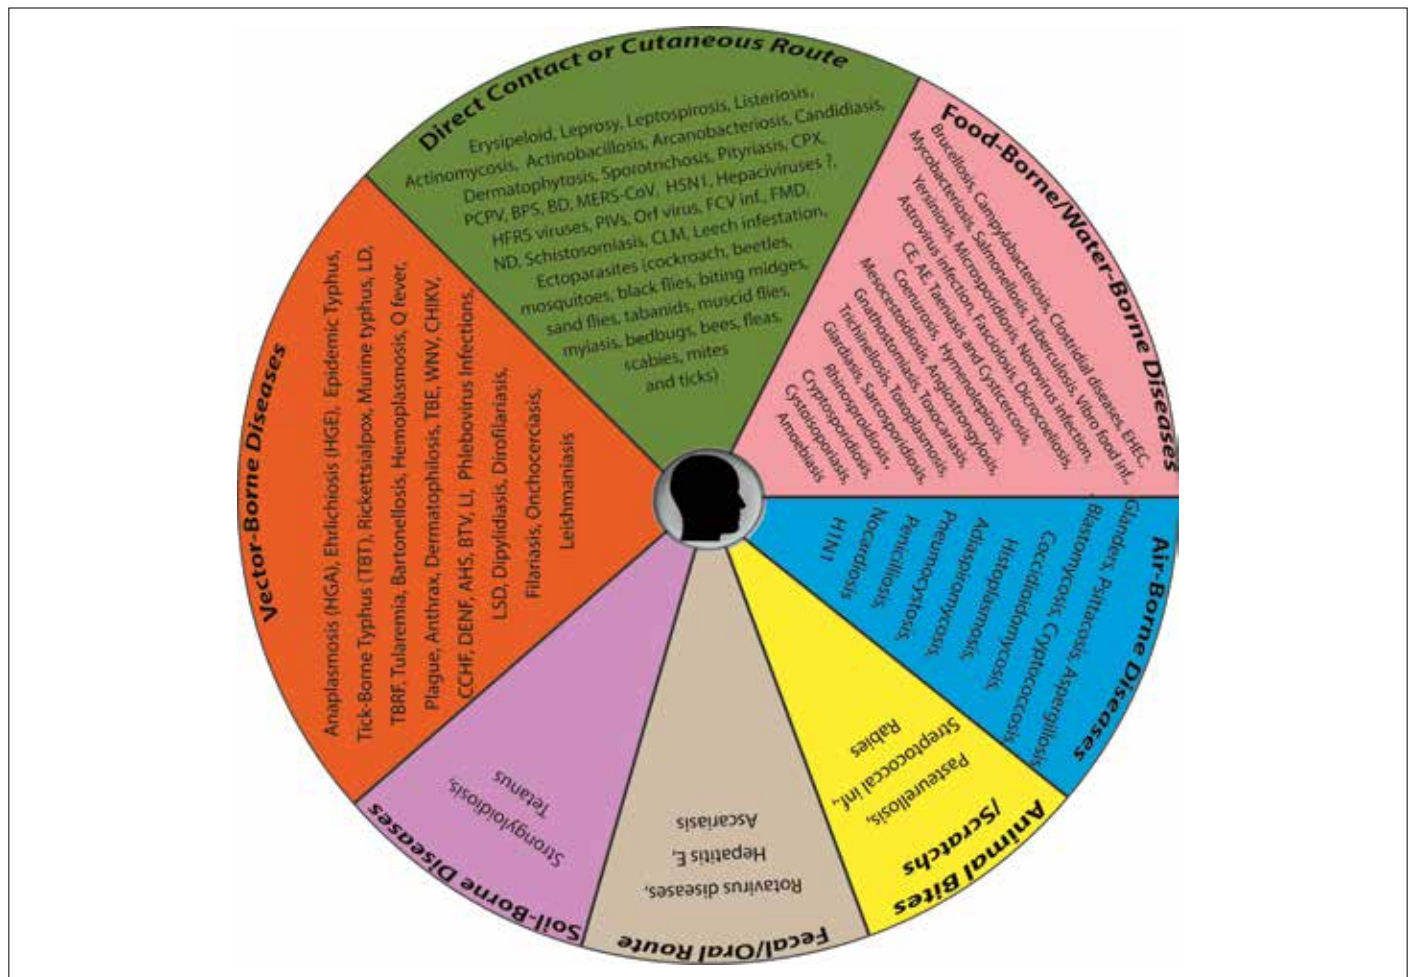 Direct Contact or Cutaneous Route
Erysipeloid, Leprosy, Leptospirosis, Listeriosis,
Actinomycosis, Actinobacillosis, Arcanobacteriosis, Candidiasis,
Dermatophytosis, Sporotrichosis, Pityriasis, CPX,
PCPV, BPS, BD, MERS-CoV, H5N1, Hepaciviruses ?,
HFRS viruses, PIVs, Orf virus, FCV inf., FMD,
ND, Schistosomiasis, CLM, Leech infestation,
Ectoparasites (cockroach, beetles,
mosquitoes, black flies, biting midges,
sand flies, tabanids, muscid flies,
myiasis, bedbugs, bees, fleas,
scabies, mites
and ticks)
Food-Borne/Water-Borne Diseases
Brucellosis, Campylobacteriosis, Clostridial diseases, EHEC,
Mycobacteriosis, Salmonellosis, Tuberculosis, Vibro food inf.,
Yersiniosis, Microsporidiosis, Norovirus infection,
Astrovirus infection, Fasciolosis, Dicrocoeliosis,
CE, AE, Taeniasis and Cysticercosis,
Coenurosis, Hymenolepiosis,
Mesocestoidiosis, Angiostrongylosis,
Gnathostomiasis, Toxocariasis,
Trichinellosis, Toxoplasmosis,
Giardiasis, Sarcosporidiosis,
Rhinosproidiosis,
Cryptosporidiosis,
Cystoisoporiasis,
Amoebiasis
Air-Borne Diseases
Glanders, Psittacosis, Aspergillosis
Blastomycosis, Cryptococcosis,
Coccidioidomycosis,
Histoplasmosis,
Adiaspiromycosis,
Pneumocystosis,
Penicilliosis,
Nocardiosis
H1N1
Animal Bites
/Scratchs
Pasteurellosis,
Streptococcal inf.,
Rabies
Fecal/Oral Route
Rotavirus diseases,
Hepatitis E,
Ascariasis
Soil-Borne Diseases
Strongyloidiosis,
Tetanus
Vector-Borne Diseases
Anaplasmosis (HGA), Ehrlichiosis (HGE), Epidemic Typhus,
Tick-Borne Typhus (TBT), Rickettsialpox, Murine typhus, LD,
TBRF, Tularemia, Bartonellosis, Hemoplasmosis, Q fever,
Plague, Anthrax, Dermatophilosis, TBE, WNV, CHIKV,
CCHF, DENF, AHS, BTV, LI, Phlebovirus Infections,
LSD, Dipylidiasis, Dirofilariasis,
Filariasis, Onchocerciasis,
Leishmaniasis